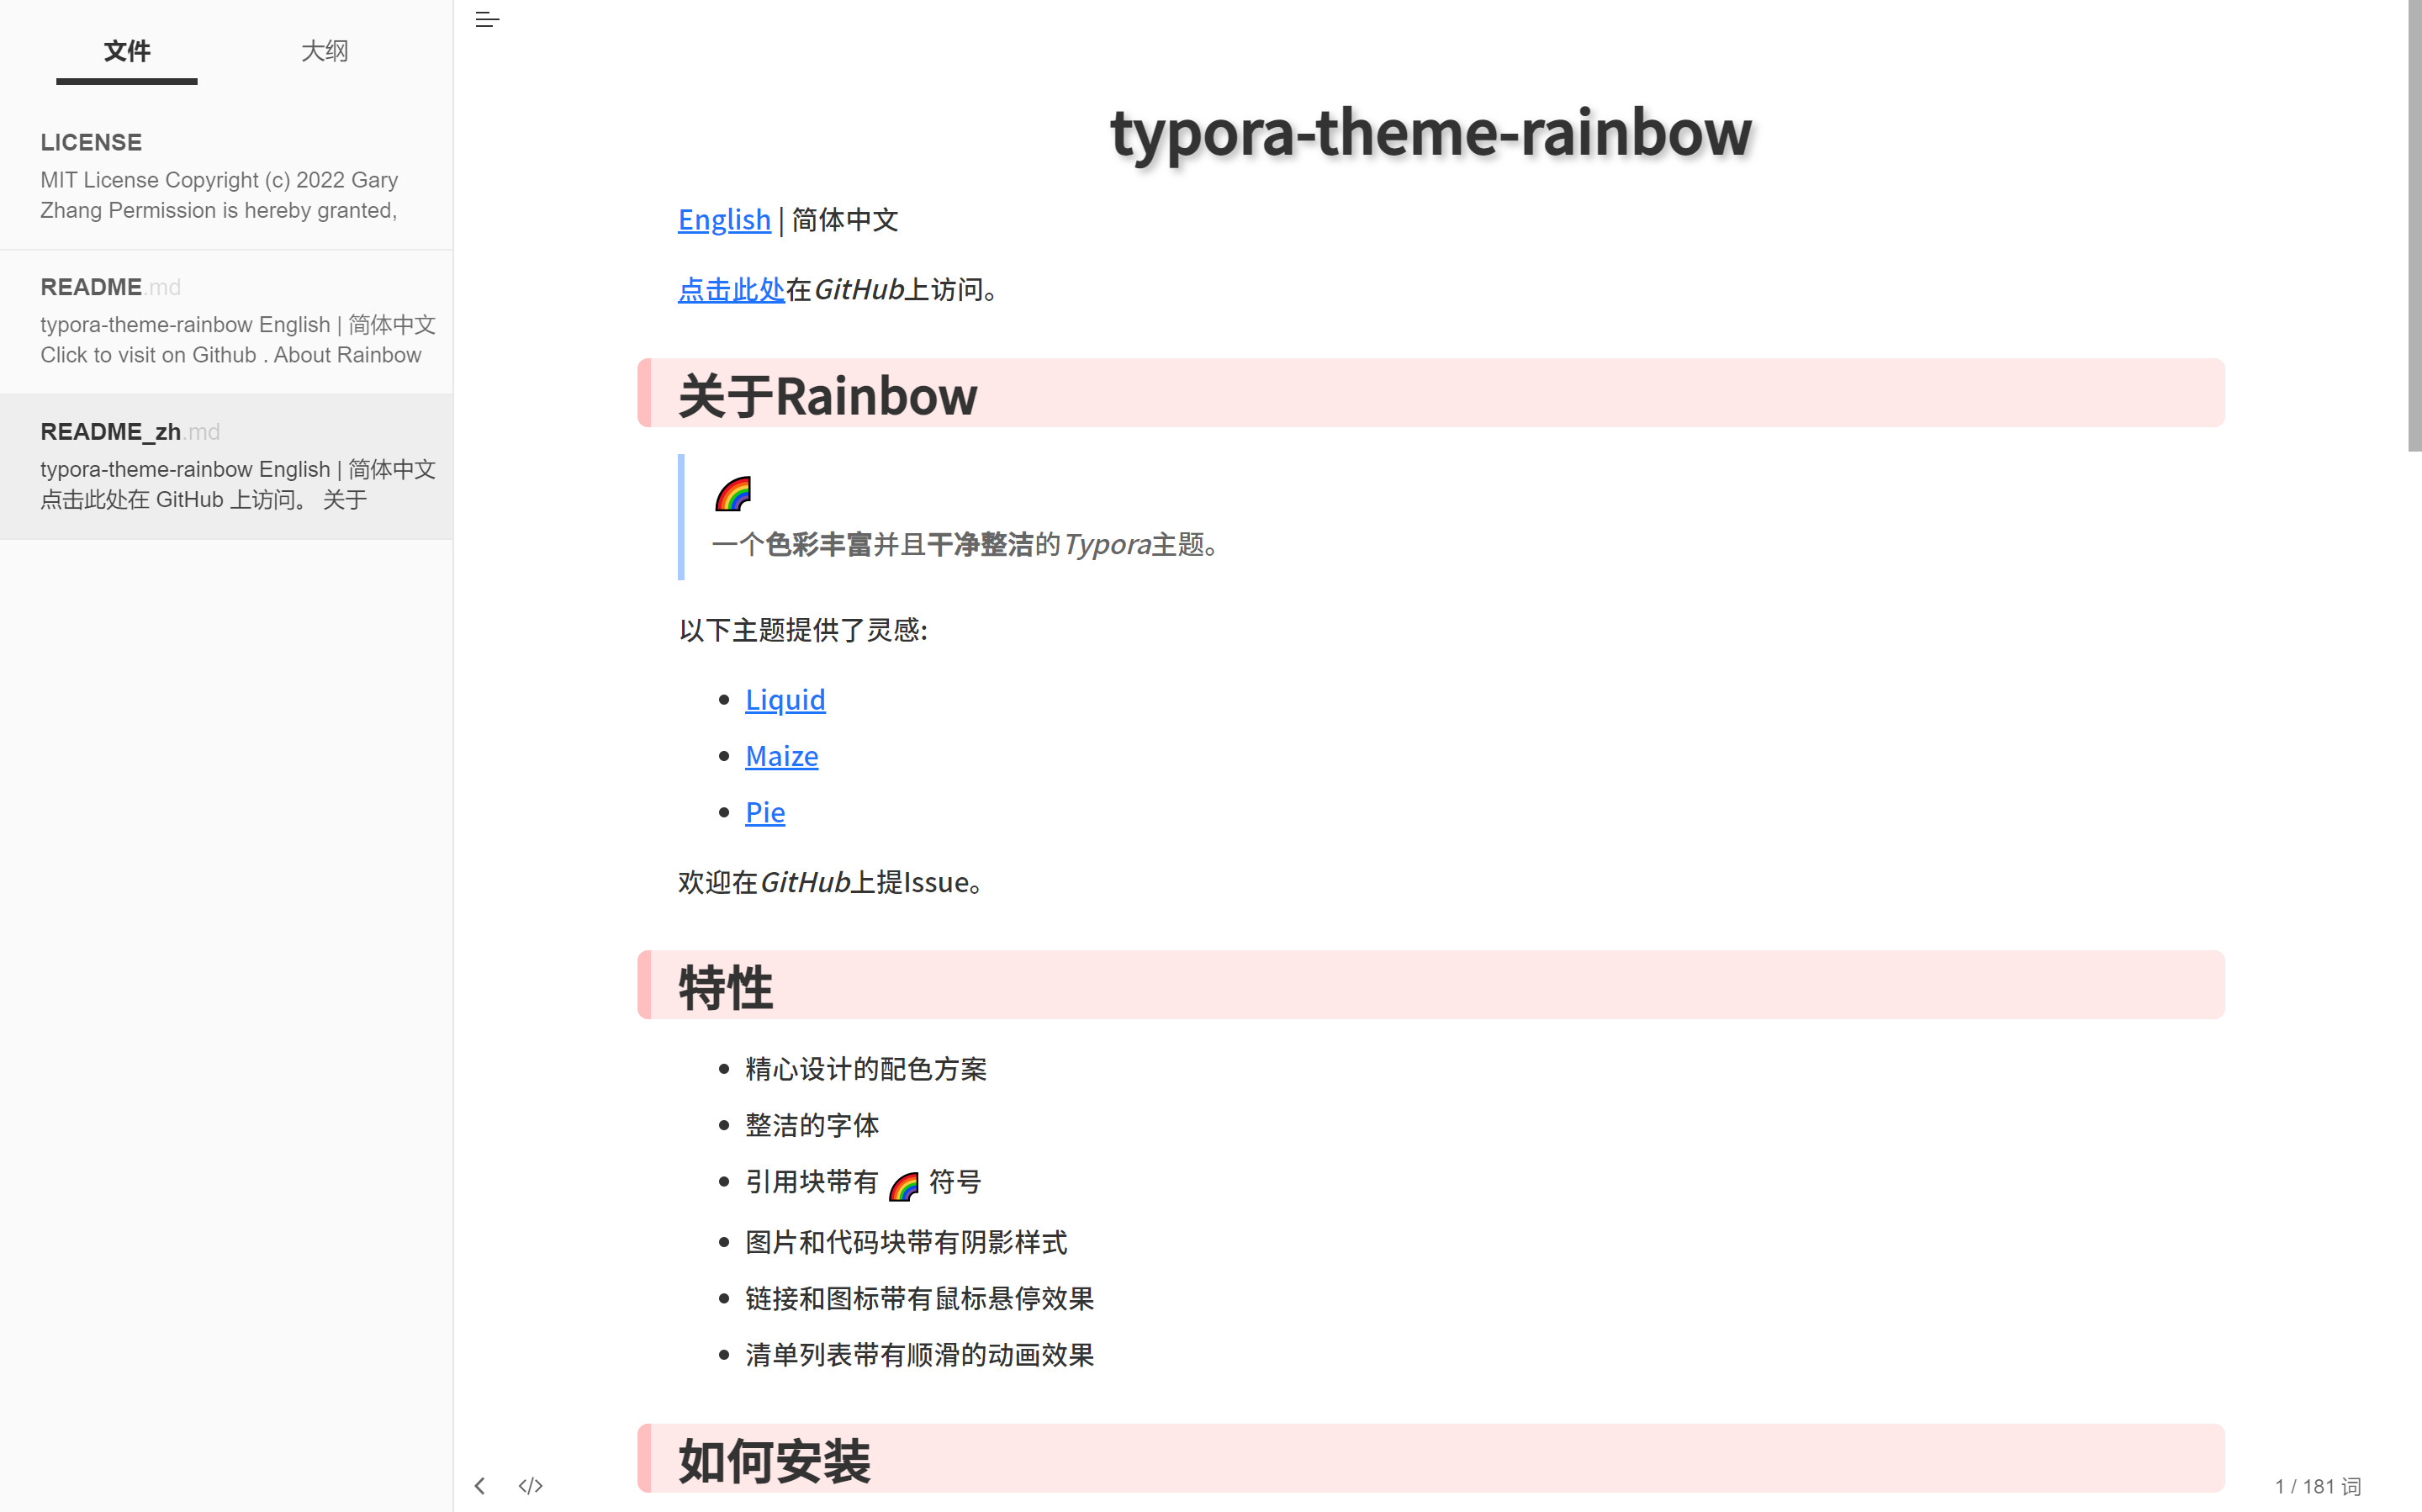 文件
大纲
LICENSE
MIT License Copyright (c) 2022 Gary
Zhang Permission is hereby granted,
README.md
typora-theme-rainbow English | 简体中文
Click to visit on Github . About Rainbow
README_zh.md
typora-theme-rainbow English | 简体中文
点击此处在 GitHub 上访问。 关于
typora-theme-rainbow
English | 简体中文
点击此处在GitHub上访问。
关于Rainbow
🌈
一个色彩丰富并且干净整洁的Typora主题。
以下主题提供了灵感:
Liquid
Maize
Pie
欢迎在GitHub上提Issue。
特性
精心设计的配色方案
整洁的字体
引用块带有 🌈 符号
图片和代码块带有阴影样式
链接和图标带有鼠标悬停效果
清单列表带有顺滑的动画效果
如何安装
1 / 181 词